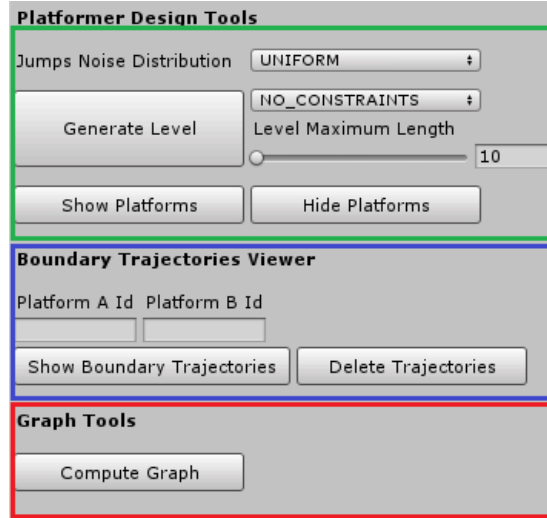 Platformer Design Tools
Jumps Noise Distribution UNIFORM
NO_CONSTRAINTS
Generate Level Level Maximum Length
10
Show Platforms Hide Platforms
Boundary Trajectories Viewer
Platform A Id Platform B Id
Show Boundary Trajectories Delete Trajectories
Graph Tools
Compute Graph